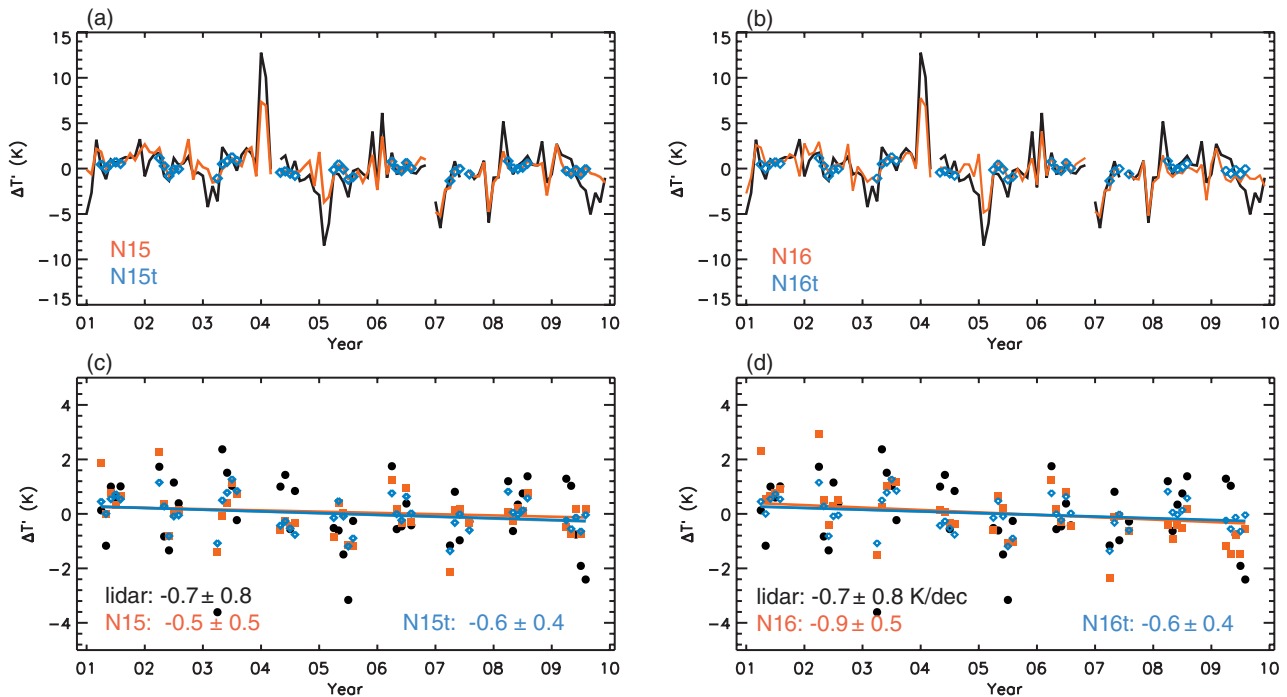 (a)
15
10
5
0
−5
−10
−15
ΔT' (K)
N15
N15t
01 02 03 04 05 06 07 08 09 10
Year
(b)
15
10
5
0
−5
−10
−15
ΔT' (K)
N16
N16t
01 02 03 04 05 06 07 08 09 10
Year
(c)
4
2
0
−2
−4
ΔT' (K)
lidar: -0.7 ± 0.8
N15: -0.5 ± 0.5 N15t: -0.6 ± 0.4
01 02 03 04 05 06 07 08 09 10
Year
(d)
4
2
0
−2
−4
ΔT' (K)
lidar: -0.7 ± 0.8 K/dec
N16: -0.9 ± 0.5 N16t: -0.6 ± 0.4
01 02 03 04 05 06 07 08 09 10
Year